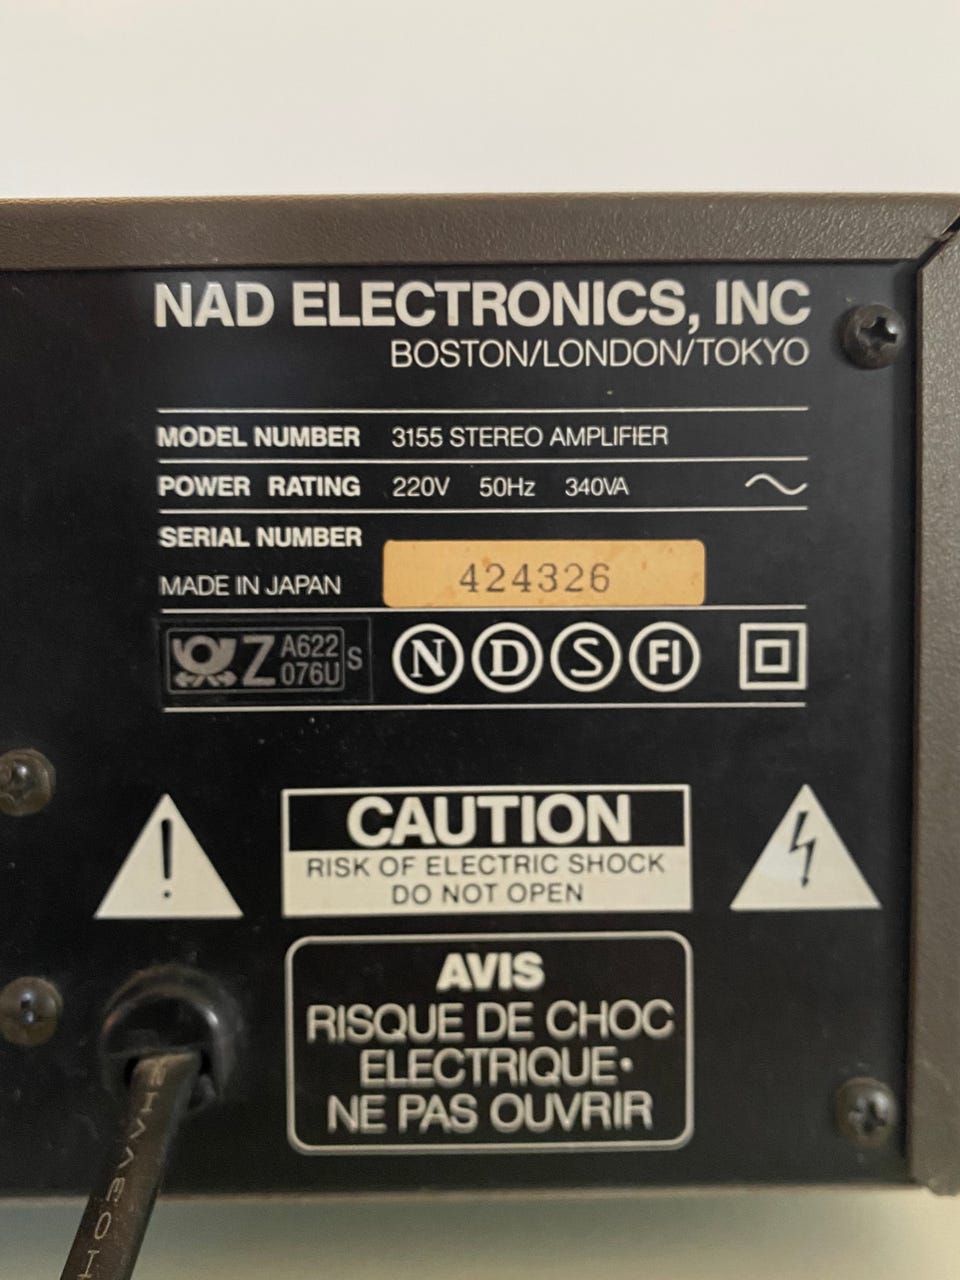 NAD ELECTRONICS, INC
BOSTON/LONDON/TOKYO
MODEL NUMBER 3155 STEREO AMPLIFIER
POWER RATING 220V 50Hz 340VA
SERIAL NUMBER
MADE IN JAPAN 424326
Z A622 076U S N D S FI
CAUTION
RISK OF ELECTRIC SHOCK
DO NOT OPEN
AVIS
RISQUE DE CHOC
ELECTRIQUE·
NE PAS OUVRIR
HO3VVH2